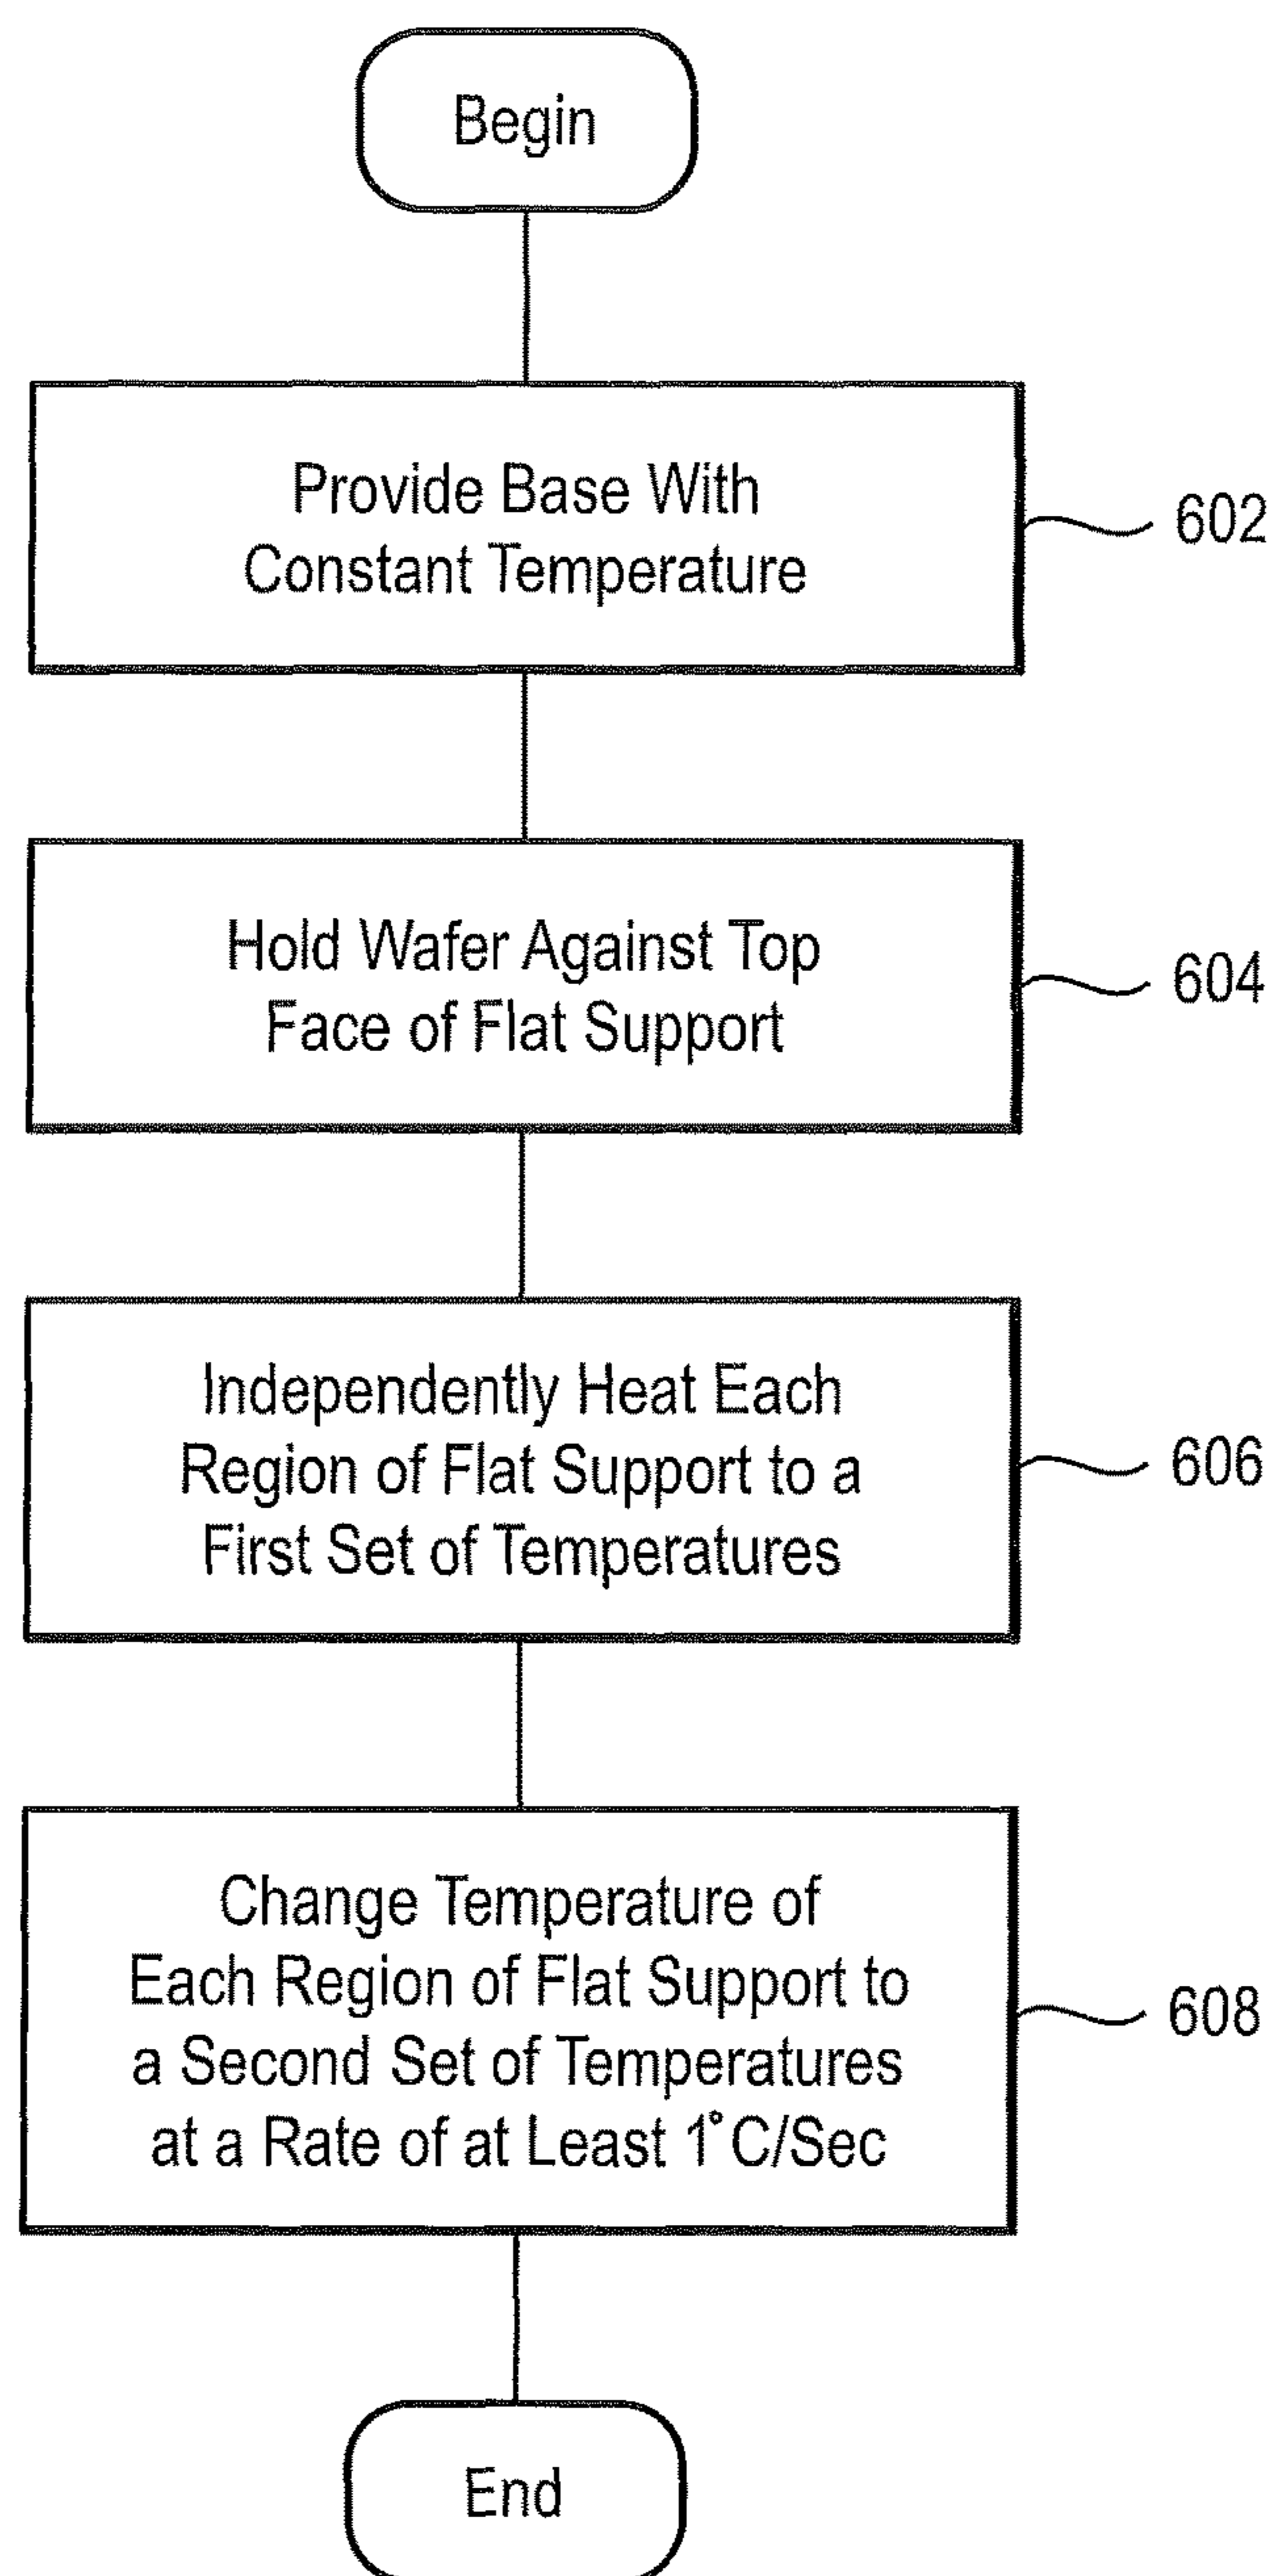 Begin
Provide Base With
Constant Temperature
602
Hold Wafer Against Top
Face of Flat Support
604
Independently Heat Each
Region of Flat Support to a
First Set of Temperatures
606
Change Temperature of
Each Region of Flat Support to
a Second Set of Temperatures
at a Rate of at Least 1°C/Sec
608
End